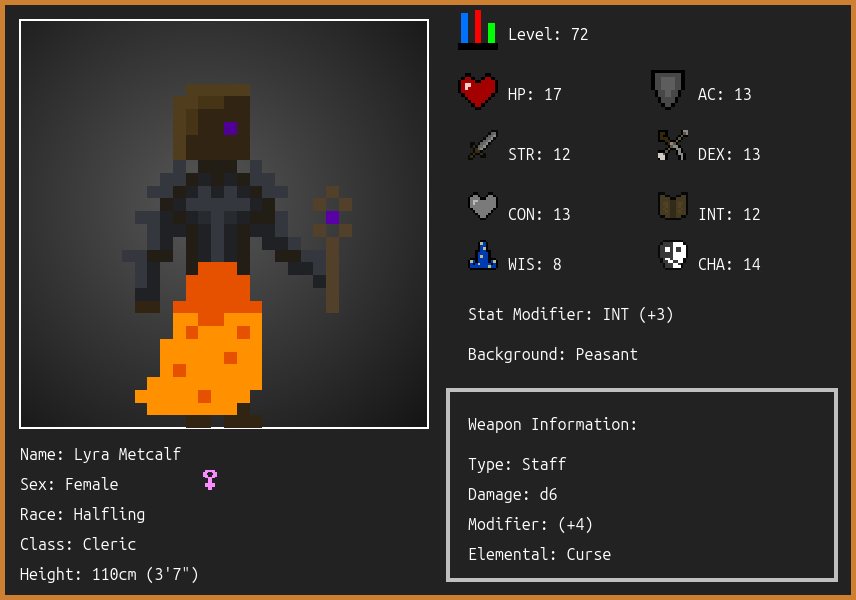 Level: 72
HP: 17
AC: 13
STR: 12
DEX: 13
CON: 13
INT: 12
WIS: 8
CHA: 14
Stat Modifier: INT (+3)
Background: Peasant
Weapon Information:
Type: Staff
Damage: d6
Modifier: (+4)
Elemental: Curse
Name: Lyra Metcalf
Sex: Female
Race: Halfling
Class: Cleric
Height: 110cm (3'7")